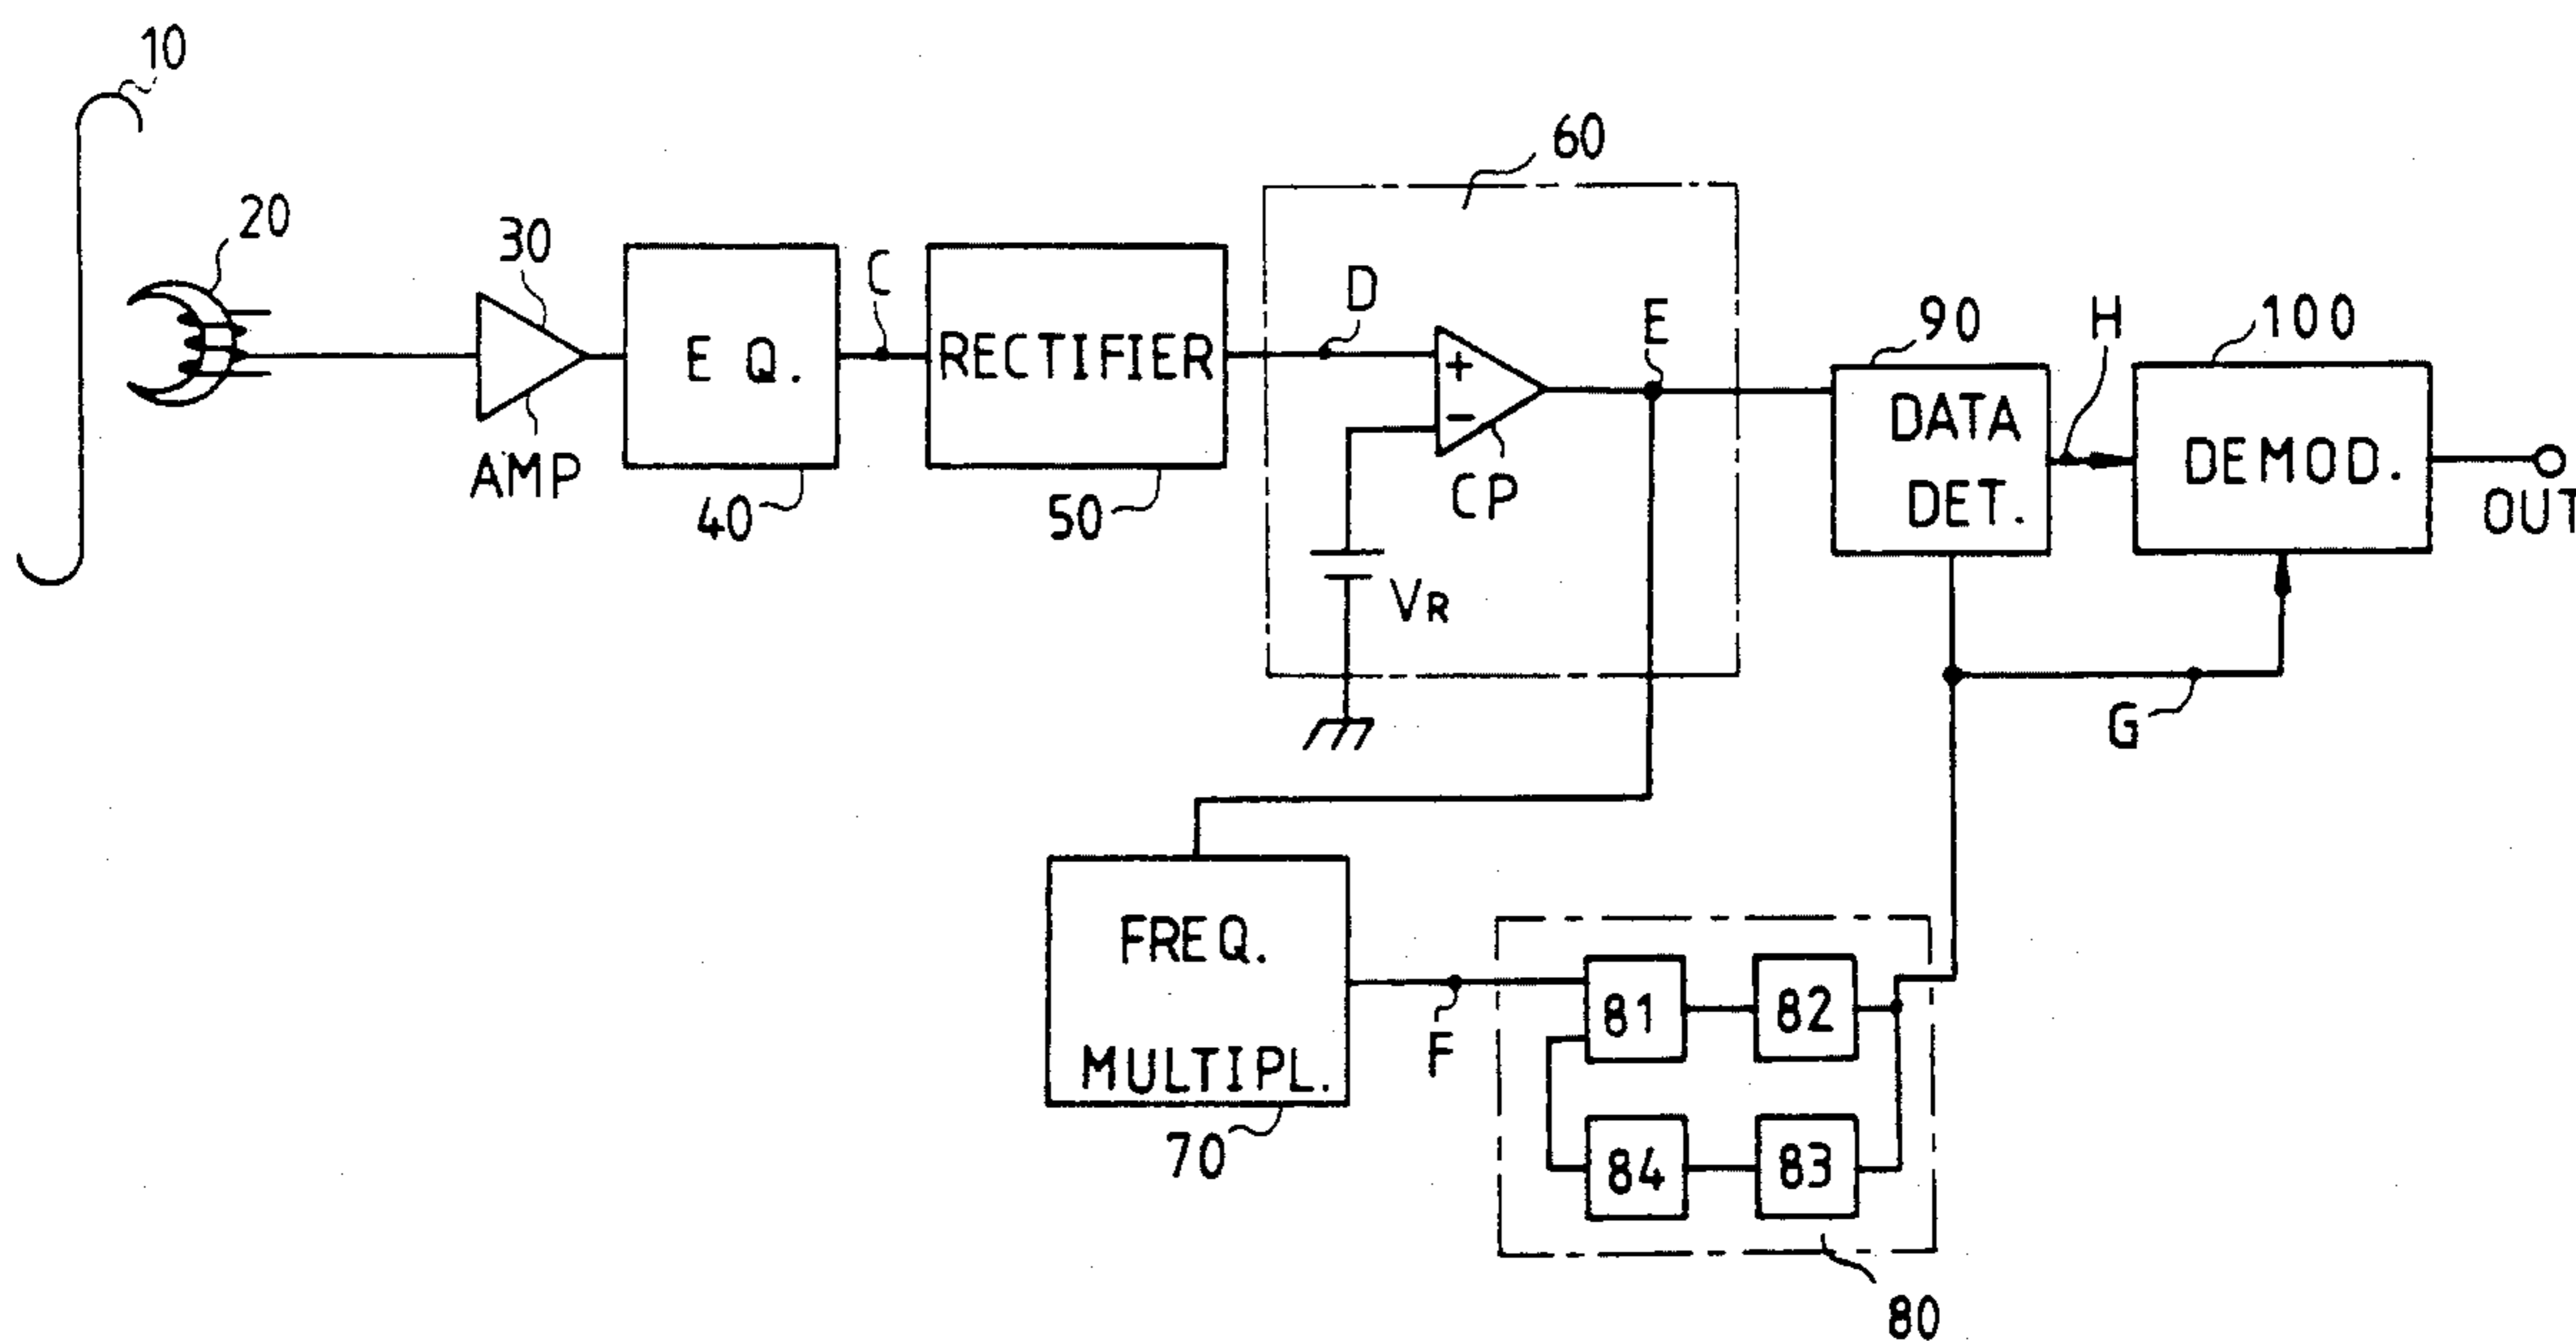 10
20
30
AMP
E Q.
40
C
RECTIFIER
50
60
D
+
-
CP
VR
E
90
DATA
DET.
H
100
DEMOD.
OUT
G
FREQ.
MULTIPL.
70
F
81
82
84
83
80